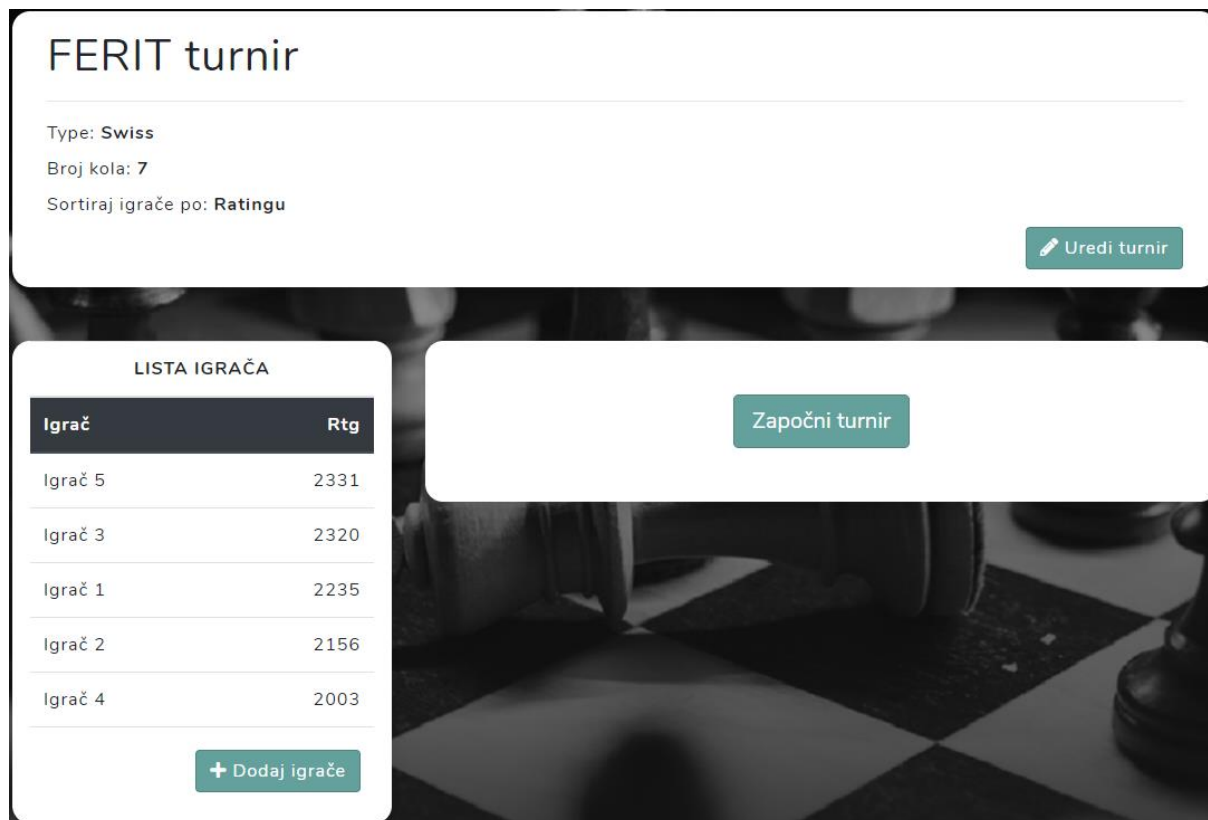 FERIT turnir
Type: Swiss
Broj kola: 7
Sortiraj igrače po: Ratingu
Uredi turnir
LISTA IGRAČA
Igrač Rtg
Igrač 5 2331
Igrač 3 2320
Igrač 1 2235
Igrač 2 2156
Igrač 4 2003
Dodaj igrače
Započni turnir